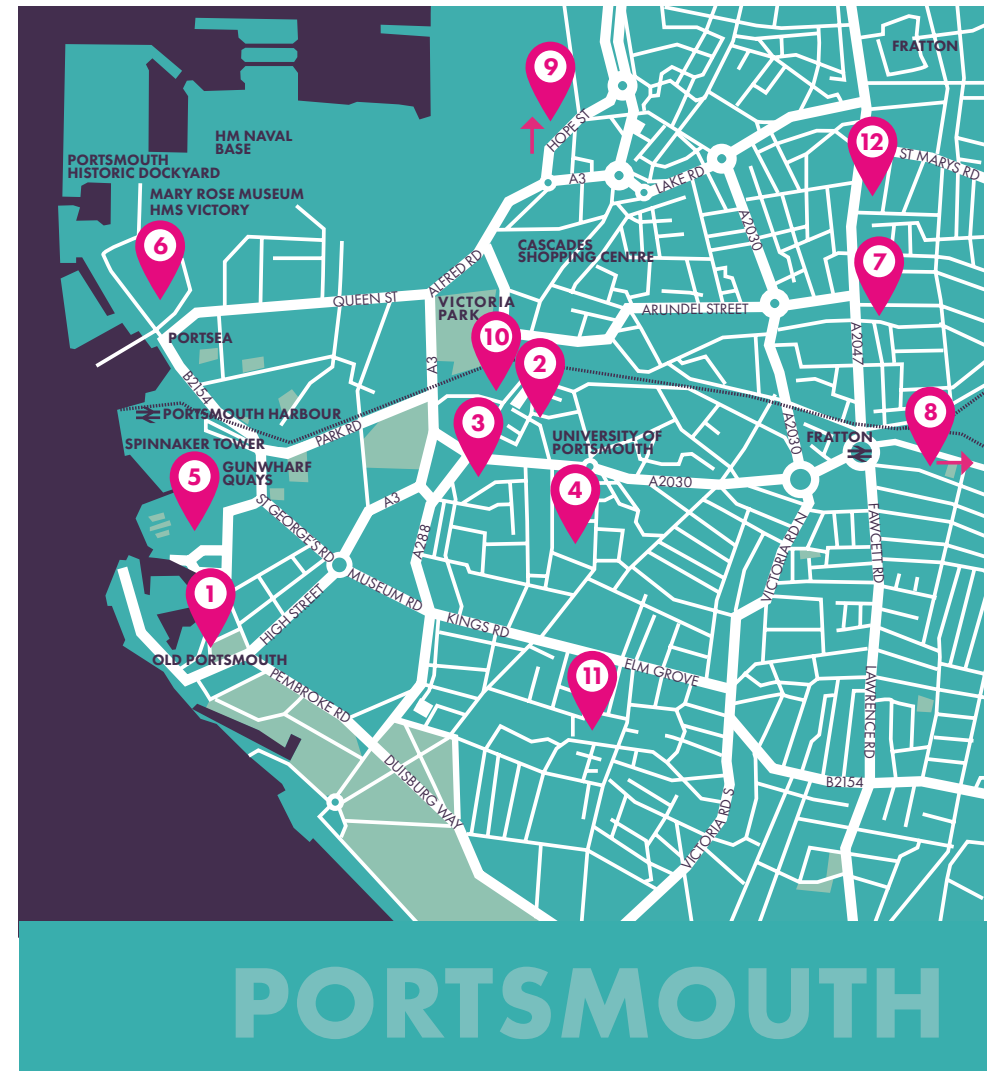 FRATTON
9
HOPE ST
HM NAVAL
BASE
12
ST MARYS RD
PORTSMOUTH
HISTORIC DOCKYARD
A3
LAKE RD
MARY ROSE MUSEUM
HMS VICTORY
A2030
6
CASCADES
SHOPPING CENTRE
7
ALFRED RD
QUEEN ST
VICTORIA
PARK
ARUNDEL STREET
PORTSEA
10
A2047
2
A3
B2154
PORTSMOUTH HARBOUR
8
3
PARK RD
A2030
SPINNAKER TOWER
UNIVERSITY OF
PORTSMOUTH
FRATTON
GUNWHARF
QUAYS
5
4
A2030
A3
ST GEORGE'S RD
A288
VICTORIA RD N
FAWCETT RD
1
MUSEUM RD
HIGH STREET
KINGS RD
OLD PORTSMOUTH
ELM GROVE
11
PEMBROKE RD
LAWRENCE RD
DUISBURG WAY
B2154
VICTORIA RD S
PORTSMOUTH